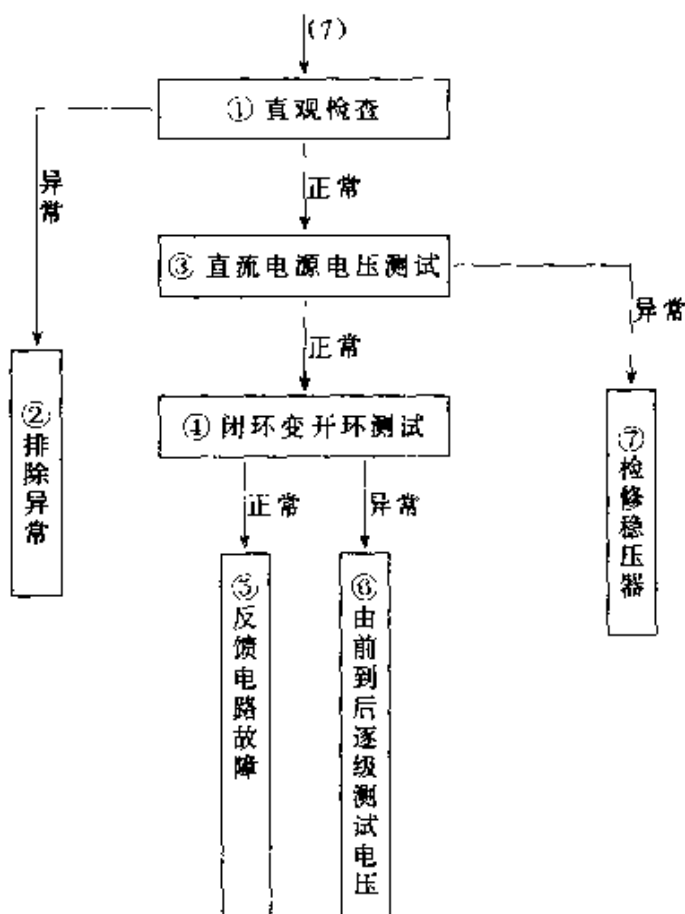 (7)
① 直观检查
异常
正常
③ 直流电源电压测试
异常
正常
②排除异常
④ 闭环变开环测试
⑦检修稳压器
正常
异常
⑤反馈电路故障
⑥由前到后逐级测试电压